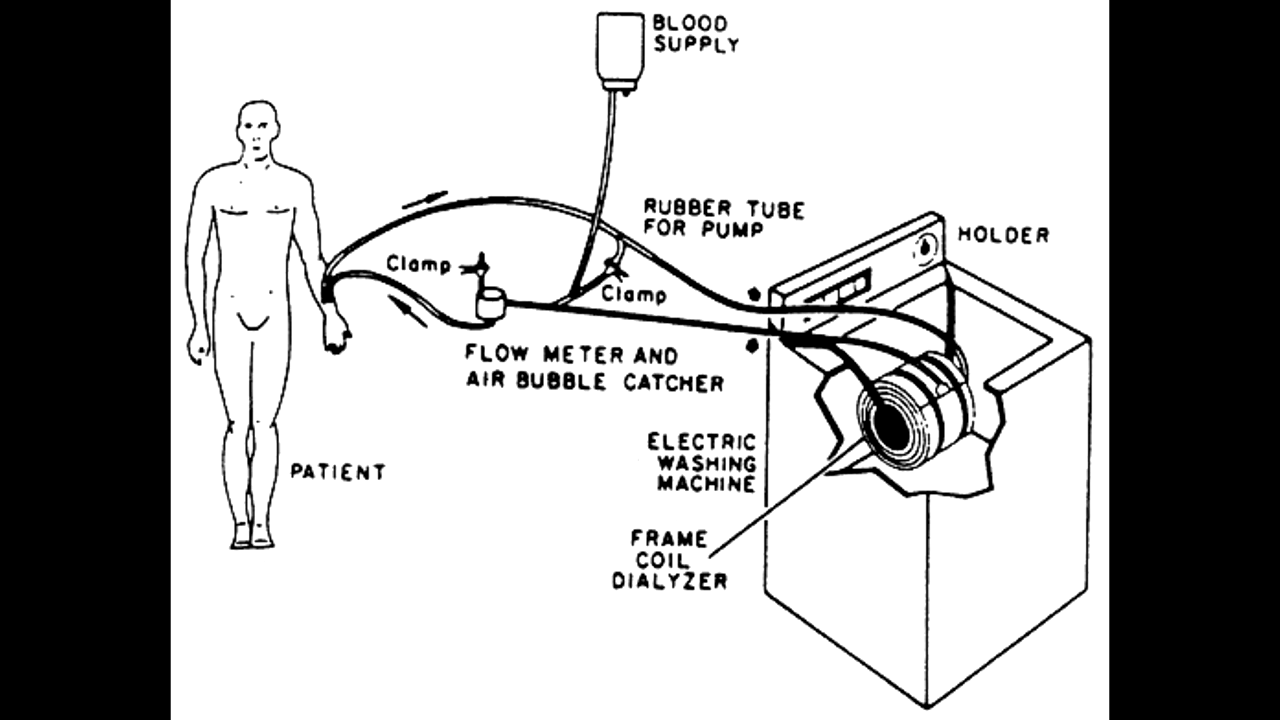 BLOOD
SUPPLY
RUBBER TUBE
FOR PUMP
HOLDER
Clamp
Clamp
FLOW METER AND
AIR BUBBLE CATCHER
ELECTRIC
WASHING
MACHINE
PATIENT
FRAME
COIL
DIALYZER